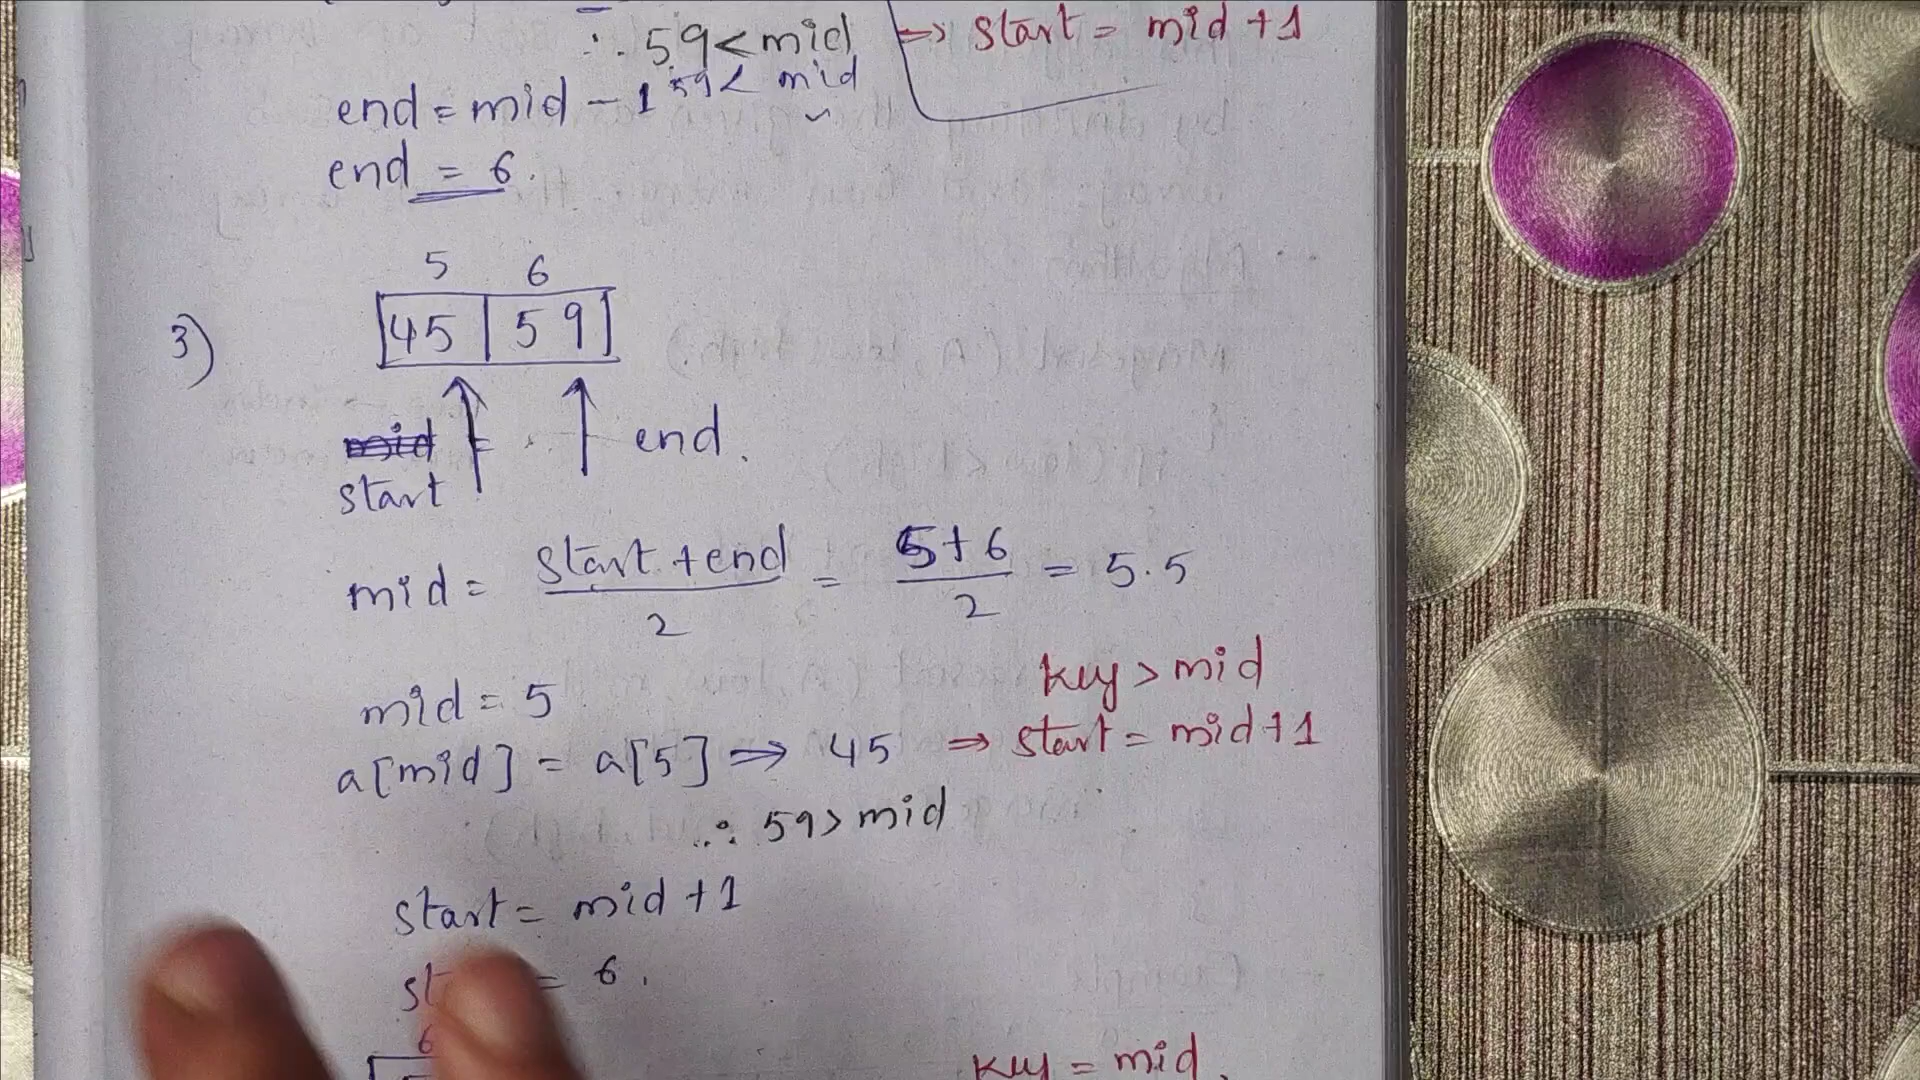 ∴ 59 < mid ⇒ start = mid + 1
end = mid - 1 59 < mid
end = 6.
5 6
3) 45 | 59
mid end.
start
mid = start + end / 2 = 5 + 6 / 2 = 5.5
key > mid
mid = 5
a[mid] = a[5] ⇒ 45 ⇒ start = mid + 1
∴ 59 > mid
start = mid + 1
= 6.
6
key = mid.